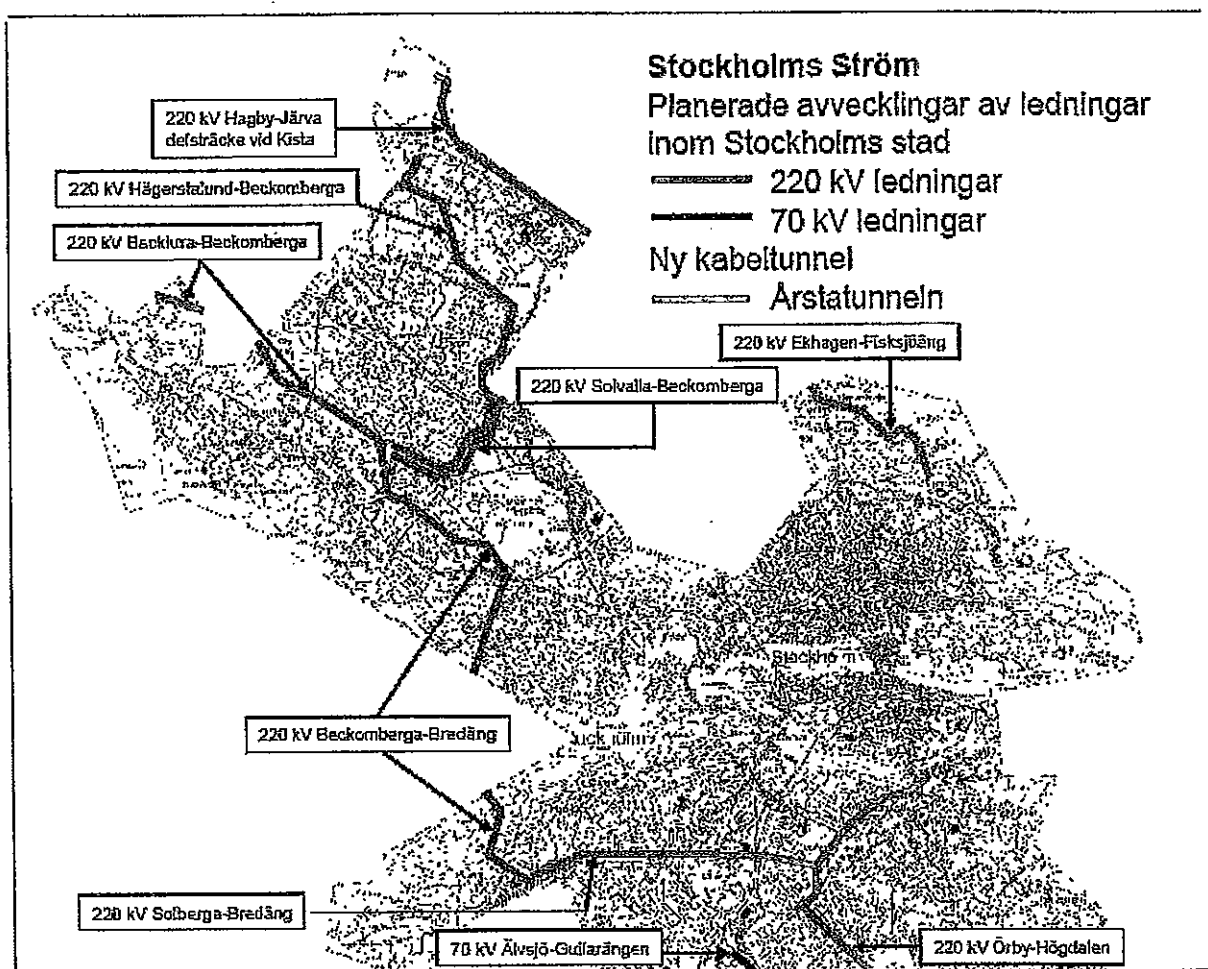 Stockholms Ström
Planerade avvecklingar av ledningar
inom Stockholms stad
220 kV ledningar
70 kV ledningar
Ny kabeltunnel
Årstatunneln
220 kV Hagby-Järva
delsträcke vid Kista
220 kV Hägerstalund-Beckomberga
220 kV Backlura-Beckomberga
220 kV Ekhagen-Fisksjöäng
220 kV Solvalla-Beckomberga
Stockholm
220 kV Beckomberga-Bredäng
220 kV Solberga-Bredäng
70 kV Älvsjö-Gullarängen
220 kV Örby-Högdalen